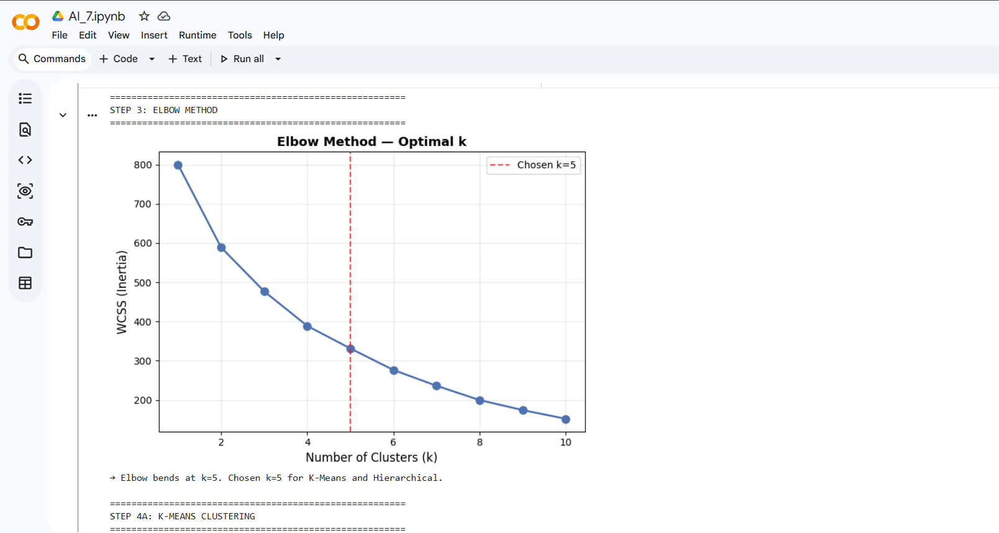 AI_7.ipynb
File Edit View Insert Runtime Tools Help
Commands + Code + Text Run all
======================================================
STEP 3: ELBOW METHOD
======================================================
Elbow Method — Optimal k
Chosen k=5
800
700
600
500
400
300
200
WCSS (Inertia)
2 4 6 8 10
Number of Clusters (k)
→ Elbow bends at k=5. Chosen k=5 for K-Means and Hierarchical.
======================================================
STEP 4A: K-MEANS CLUSTERING
======================================================